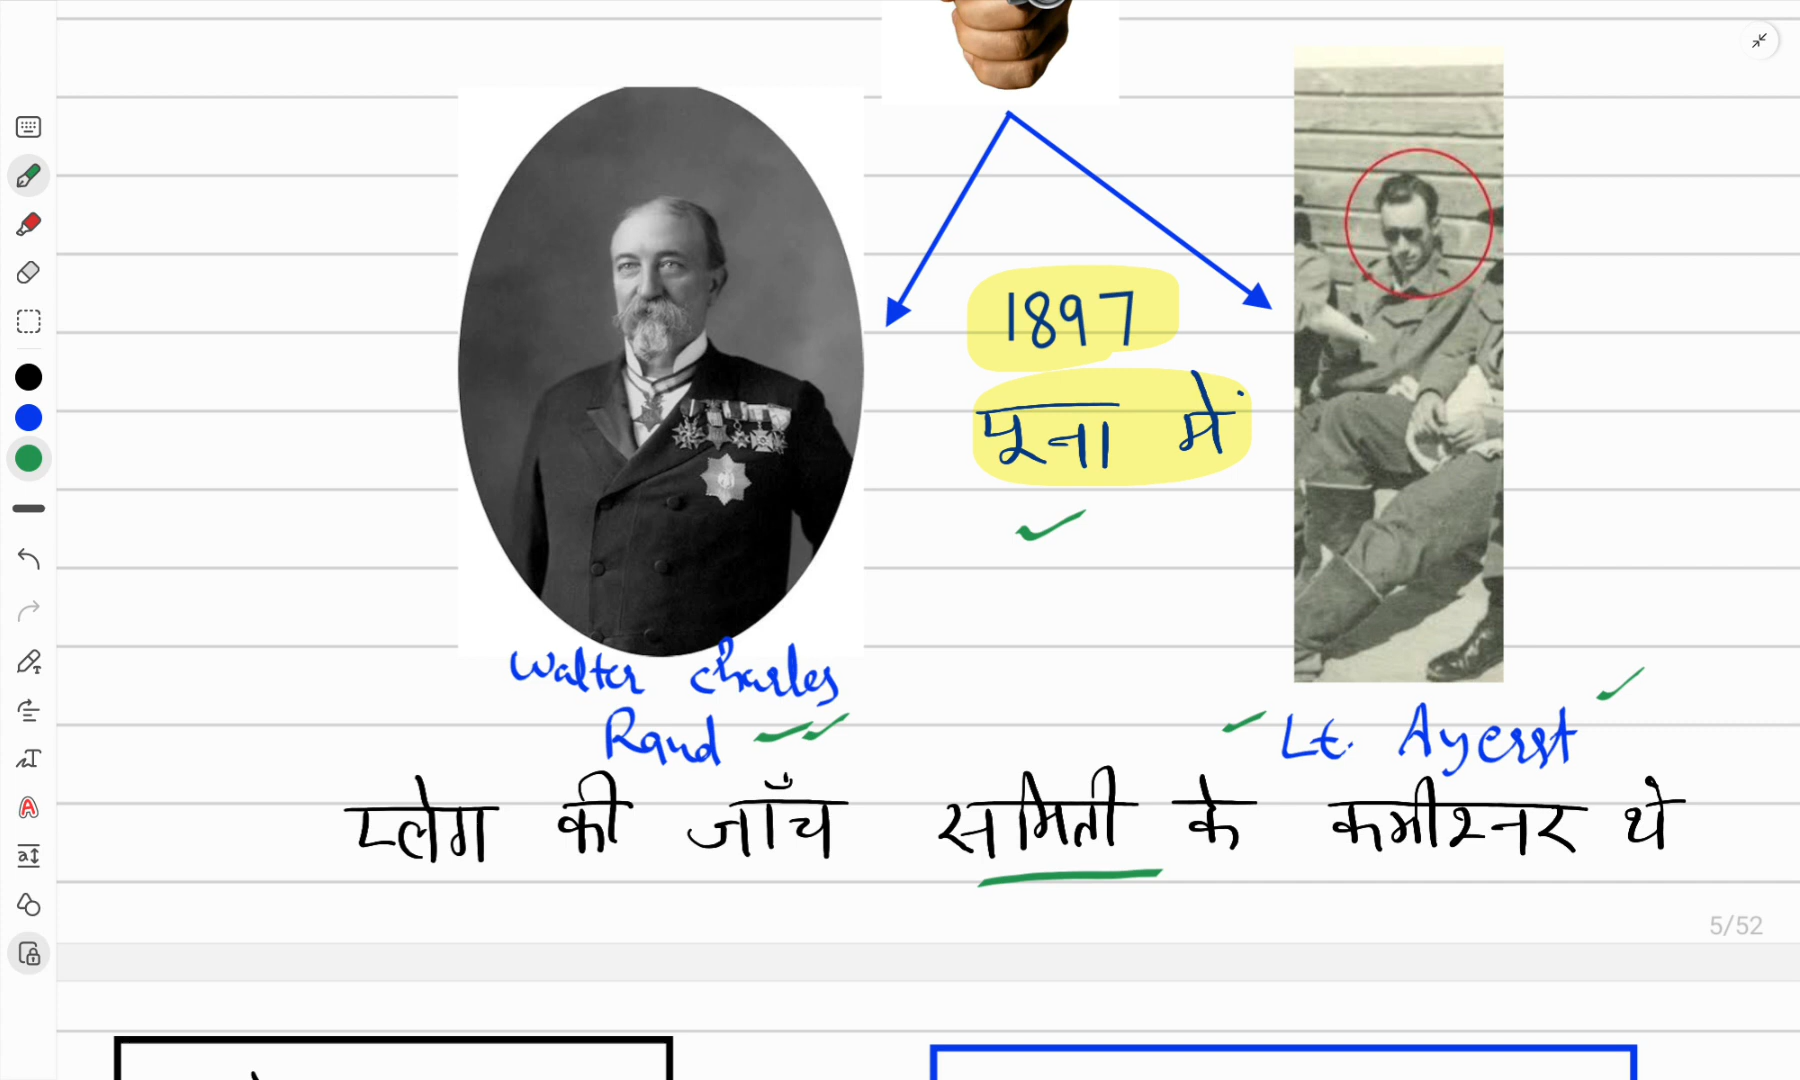 1897
पूना में
Walter Charles
Rand
Lt. Ayerst
प्लेग की जाँच समिती के कमीश्नर थे
5/52